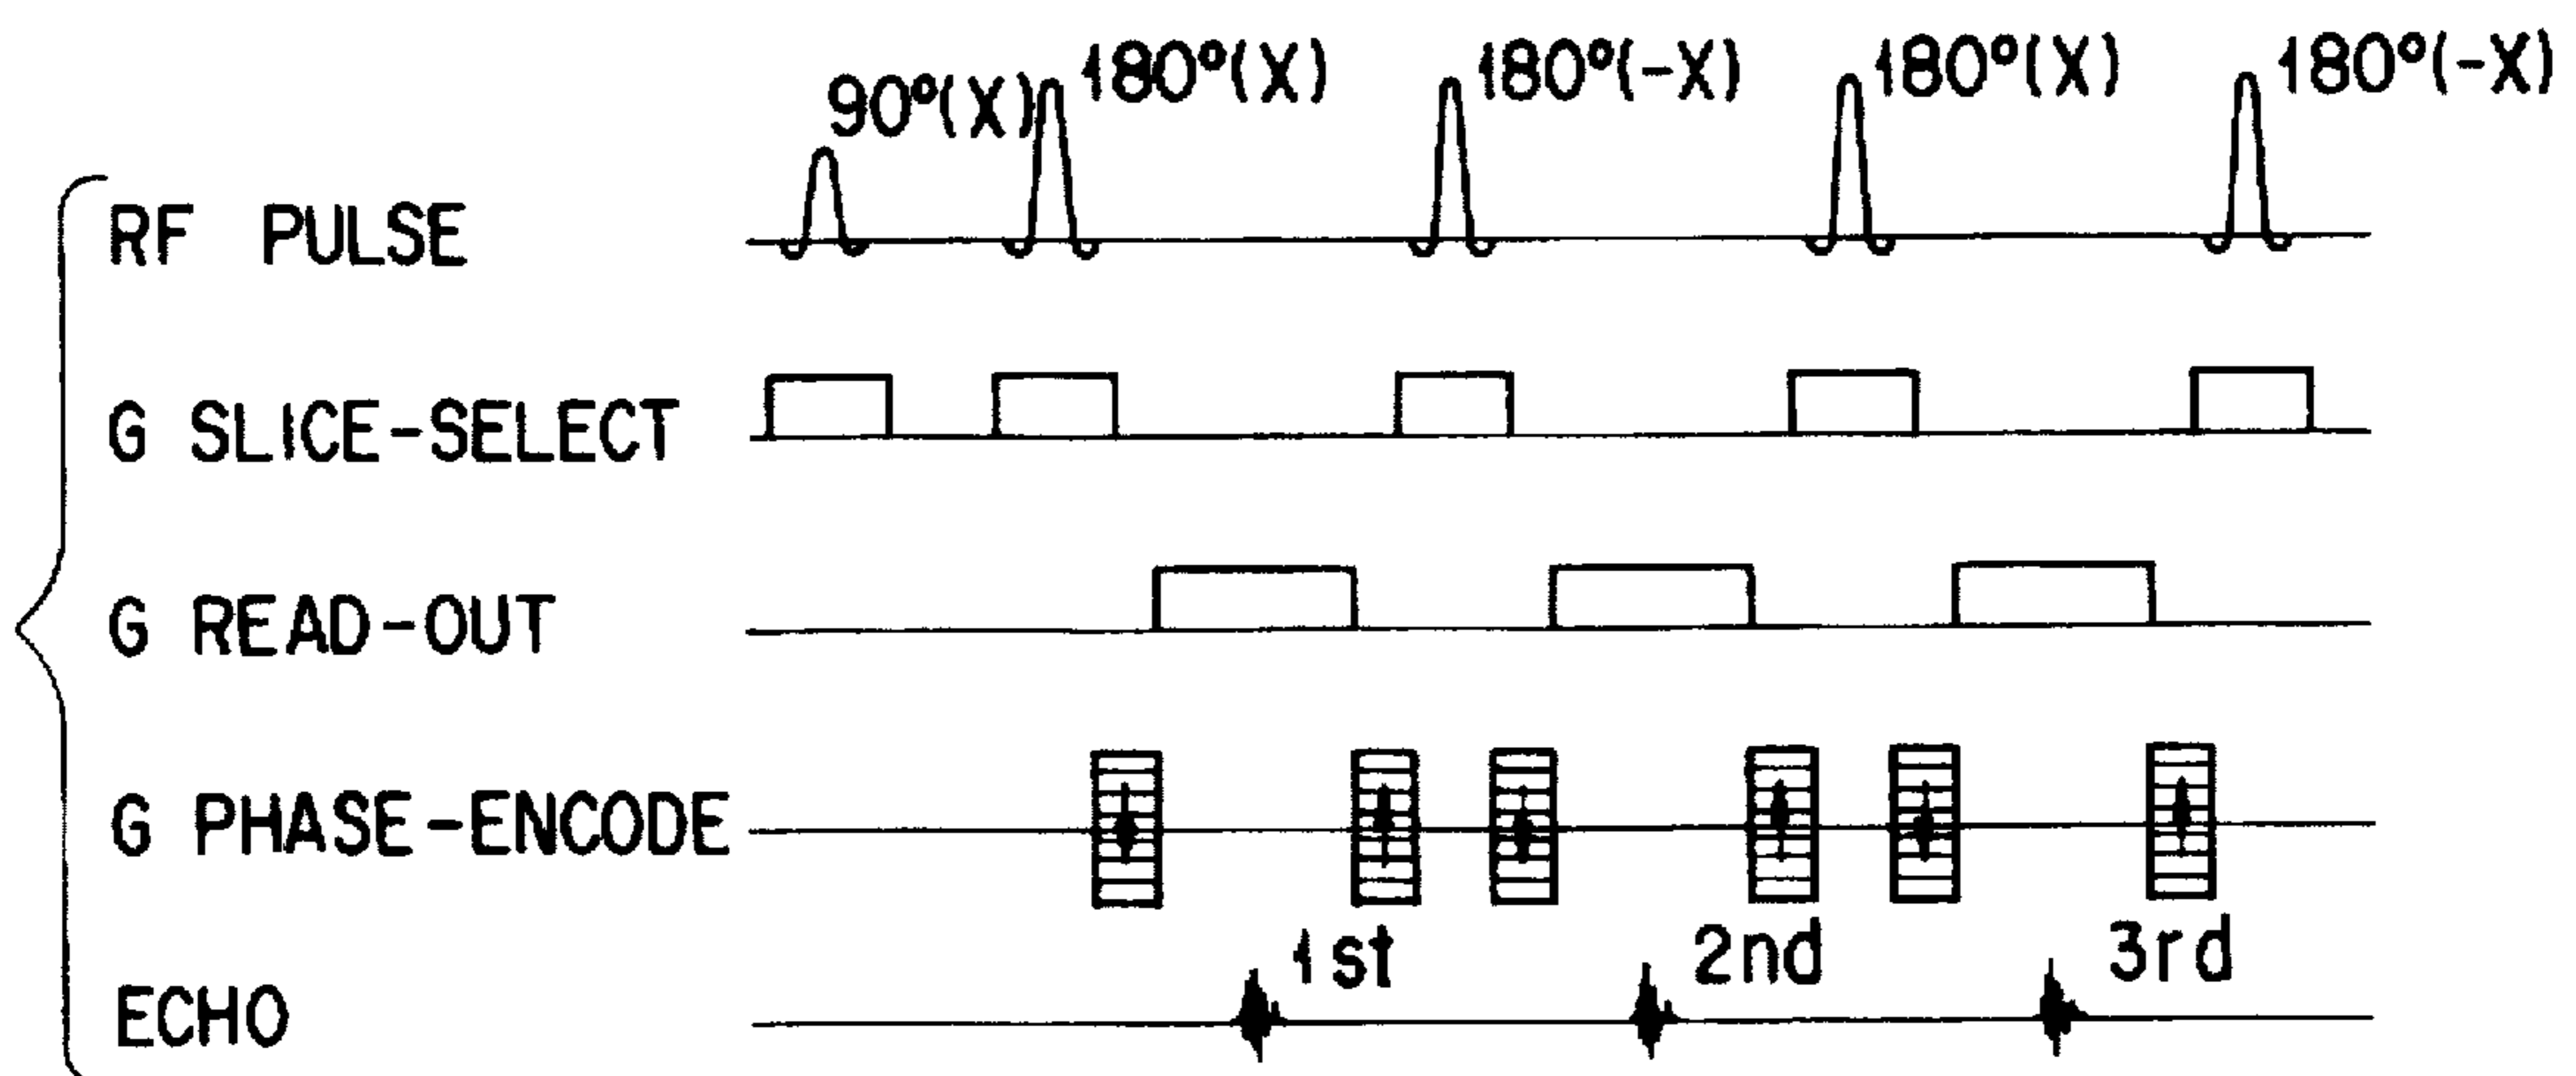 90°(X) 180°(X) 180°(-X) 180°(X) 180°(-X)
RF PULSE
G SLICE-SELECT
G READ-OUT
G PHASE-ENCODE
1st 2nd 3rd
ECHO